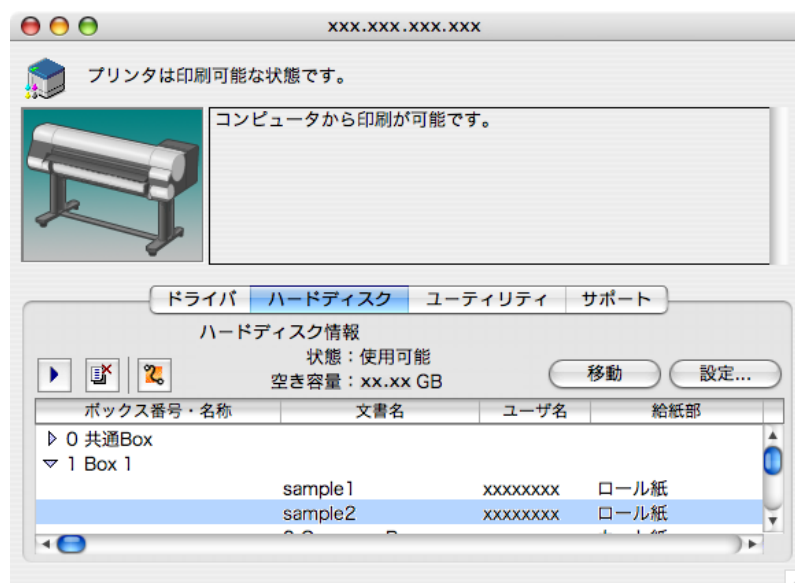 xxx.xxx.xxx.xxx
プリンタは印刷可能な状態です。
コンピュータから印刷が可能です。
ドライバ ハードディスク ユーティリティ サポート
ハードディスク情報
状態：使用可能
空き容量：xx.xx GB
移動 設定...
ボックス番号・名称 文書名 ユーザ名 給紙部
0 共通Box
1 Box 1
sample1 xxxxxxxx ロール紙
sample2 xxxxxxxx ロール紙